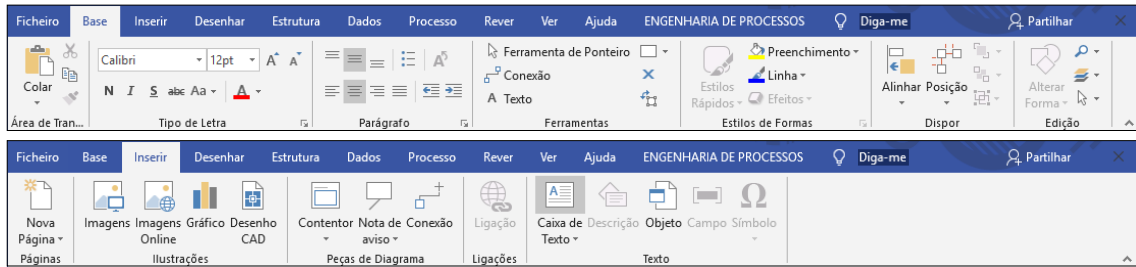 Ficheiro Base Inserir Desenhar Estrutura Dados Processo Rever Ver Ajuda ENGENHARIA DE PROCESSOS Diga-me Partilhar
Colar
Área de Tran...
Calibri 12pt A A
N I S abc Aa A
Tipo de Letra
A
Parágrafo
Ferramenta de Ponteiro
Conexão
A Texto
Ferramentas
Estilos
Rápidos
Preenchimento
Linha
Efeitos
Estilos de Formas
Alinhar Posição
Dispor
Alterar
Forma
Edição
Ficheiro Base Inserir Desenhar Estrutura Dados Processo Rever Ver Ajuda ENGENHARIA DE PROCESSOS Diga-me Partilhar
Nova
Página
Páginas
Imagens Imagens Gráfico Desenho
Online CAD
Ilustrações
Contentor Nota de Conexão
aviso
Peças de Diagrama
Ligação
Ligações
A
Ω
Caixa de Descrição Objeto Campo Símbolo
Texto
Texto